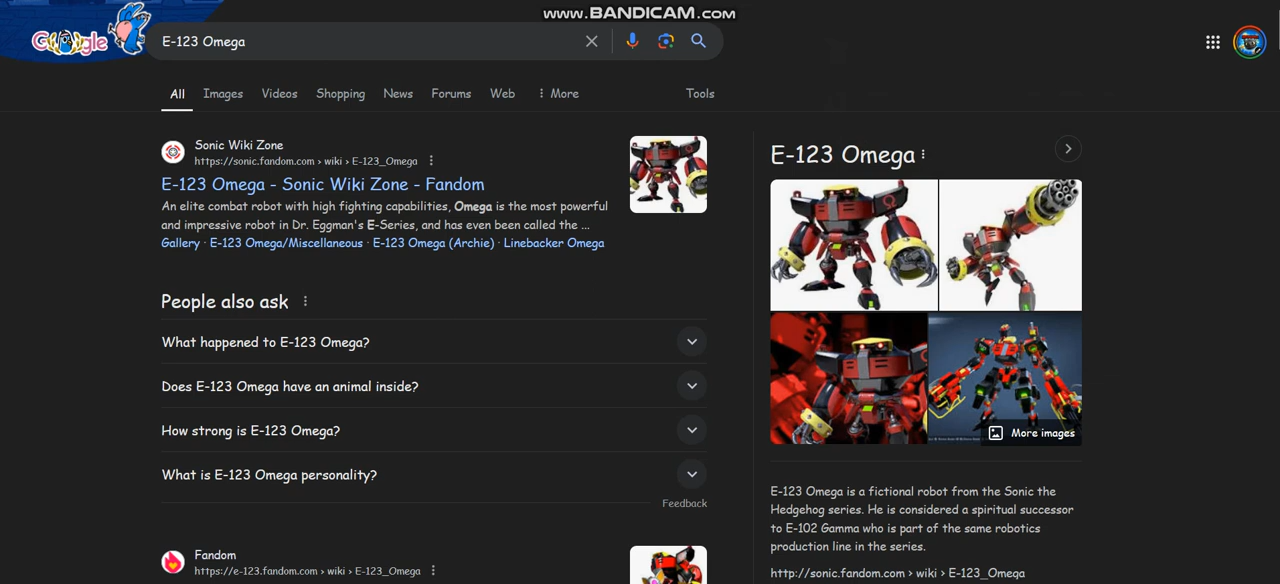 www.BANDICAM.com
Google
E-123 Omega
All Images Videos Shopping News Forums Web More Tools
Sonic Wiki Zone
https://sonic.fandom.com › wiki › E-123_Omega
E-123 Omega - Sonic Wiki Zone - Fandom
An elite combat robot with high fighting capabilities, Omega is the most powerful
and impressive robot in Dr. Eggman's E-Series, and has even been called the ...
Gallery · E-123 Omega/Miscellaneous · E-123 Omega (Archie) · Linebacker Omega
People also ask
What happened to E-123 Omega?
Does E-123 Omega have an animal inside?
How strong is E-123 Omega?
What is E-123 Omega personality?
Feedback
Fandom
https://e-123.fandom.com › wiki › E-123_Omega
E-123 Omega
More images
E-123 Omega is a fictional robot from the Sonic the
Hedgehog series. He is considered a spiritual successor
to E-102 Gamma who is part of the same robotics
production line in the series.
http://sonic.fandom.com › wiki › E-123_Omega